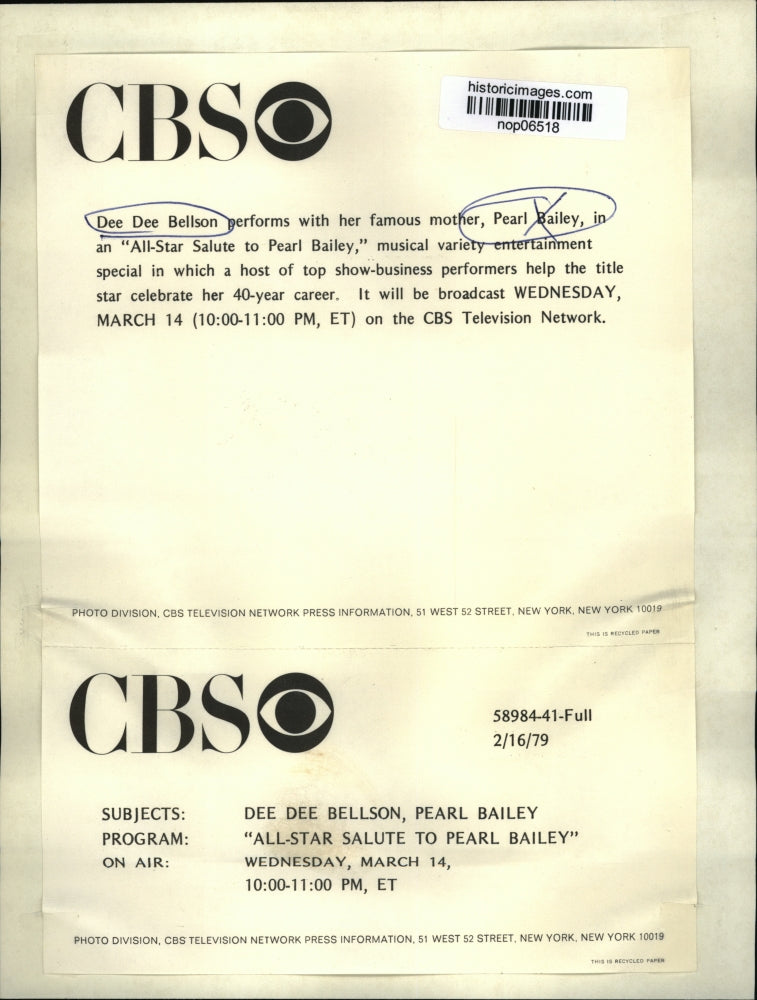 CBS
historicimages.com
nop06518
Dee Dee Bellson performs with her famous mother, Pearl Bailey, in
an “All-Star Salute to Pearl Bailey,” musical variety entertainment
special in which a host of top show-business performers help the title
star celebrate her 40-year career. It will be broadcast WEDNESDAY,
MARCH 14 (10:00-11:00 PM, ET) on the CBS Television Network.
PHOTO DIVISION, CBS TELEVISION NETWORK PRESS INFORMATION, 51 WEST 52 STREET, NEW YORK, NEW YORK 10019
THIS IS RECYCLED PAPER
CBS
58984-41-Full
2/16/79
SUBJECTS: DEE DEE BELLSON, PEARL BAILEY
PROGRAM: “ALL-STAR SALUTE TO PEARL BAILEY”
ON AIR: WEDNESDAY, MARCH 14,
10:00-11:00 PM, ET
PHOTO DIVISION, CBS TELEVISION NETWORK PRESS INFORMATION, 51 WEST 52 STREET, NEW YORK, NEW YORK 10019
THIS IS RECYCLED PAPER